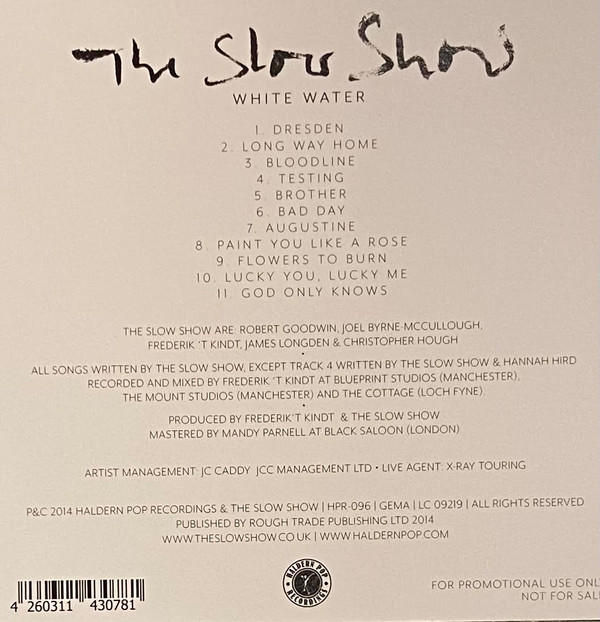 The Slow Show
WHITE WATER
1. DRESDEN
2. LONG WAY HOME
3. BLOODLINE
4. TESTING
5. BROTHER
6. BAD DAY
7. AUGUSTINE
8. PAINT YOU LIKE A ROSE
9. FLOWERS TO BURN
10. LUCKY YOU, LUCKY ME
11. GOD ONLY KNOWS
THE SLOW SHOW ARE: ROBERT GOODWIN, JOEL BYRNE-MCCULLOUGH,
FREDERIK 'T KINDT, JAMES LONGDEN & CHRISTOPHER HOUGH
•
ALL SONGS WRITTEN BY THE SLOW SHOW, EXCEPT TRACK 4 WRITTEN BY THE SLOW SHOW & HANNAH HIRD
RECORDED AND MIXED BY FREDERIK 'T KINDT AT BLUEPRINT STUDIOS (MANCHESTER),
THE MOUNT STUDIOS (MANCHESTER) AND THE COTTAGE (LOCH FYNE).
•
PRODUCED BY FREDERIK'T KINDT & THE SLOW SHOW
MASTERED BY MANDY PARNELL AT BLACK SALOON (LONDON)
ARTIST MANAGEMENT: JC CADDY JCC MANAGEMENT LTD • LIVE AGENT: X-RAY TOURING
P&C 2014 HALDERN POP RECORDINGS & THE SLOW SHOW | HPR-096 | GEMA | LC 09219 | ALL RIGHTS RESERVED
PUBLISHED BY ROUGH TRADE PUBLISHING LTD 2014
WWW.THESLOWSHOW.CO.UK | WWW.HALDERNPOP.COM
4 260311 430781
HALDERN POP
RECORDINGS
FOR PROMOTIONAL USE ONL
NOT FOR SAL